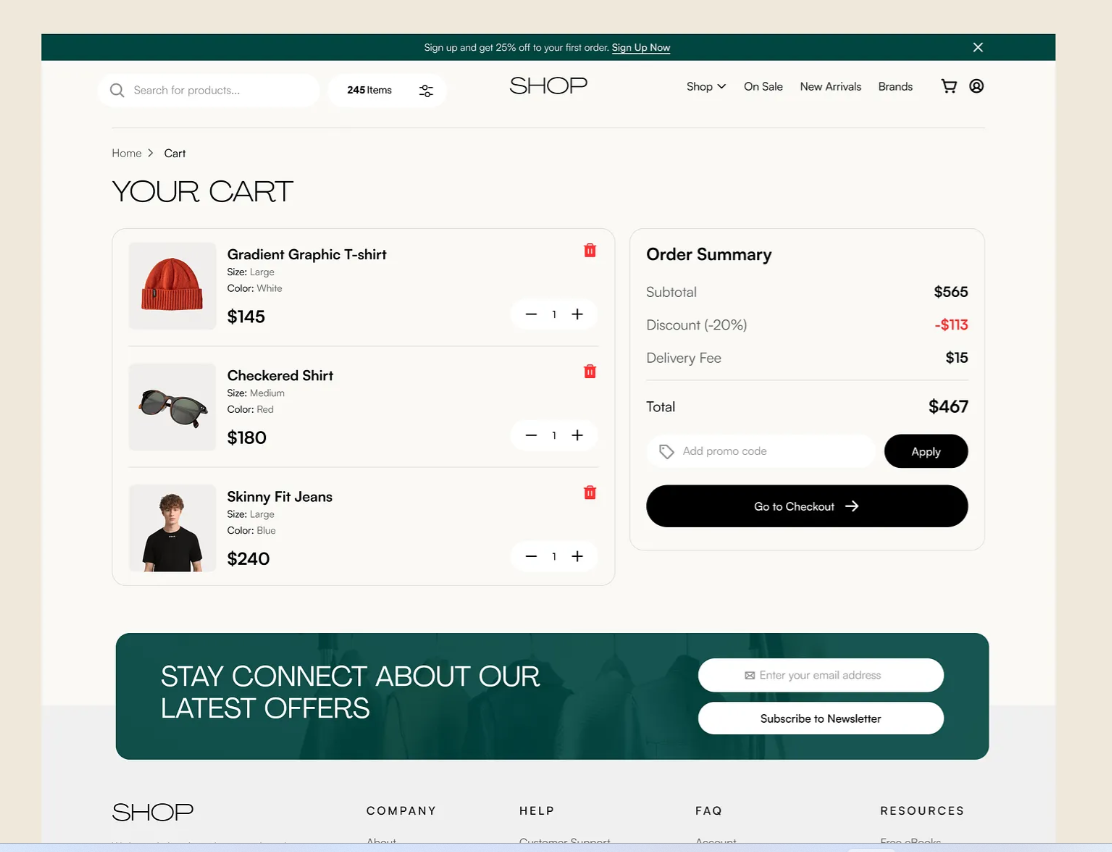 Sign up and get 25% off to your first order. Sign Up Now
Search for products...
245 Items
SHOP
Shop
On Sale
New Arrivals
Brands
Home > Cart
YOUR CART
Gradient Graphic T-shirt
Size: Large
Color: White
$145
1
Checkered Shirt
Size: Medium
Color: Red
$180
1
Skinny Fit Jeans
Size: Large
Color: Blue
$240
1
Order Summary
Subtotal $565
Discount (-20%) -$113
Delivery Fee $15
Total $467
Add promo code
Apply
Go to Checkout
STAY CONNECT ABOUT OUR
LATEST OFFERS
Enter your email address
Subscribe to Newsletter
SHOP
COMPANY
HELP
FAQ
RESOURCES
About
Customer Support
Account
Free eBooks